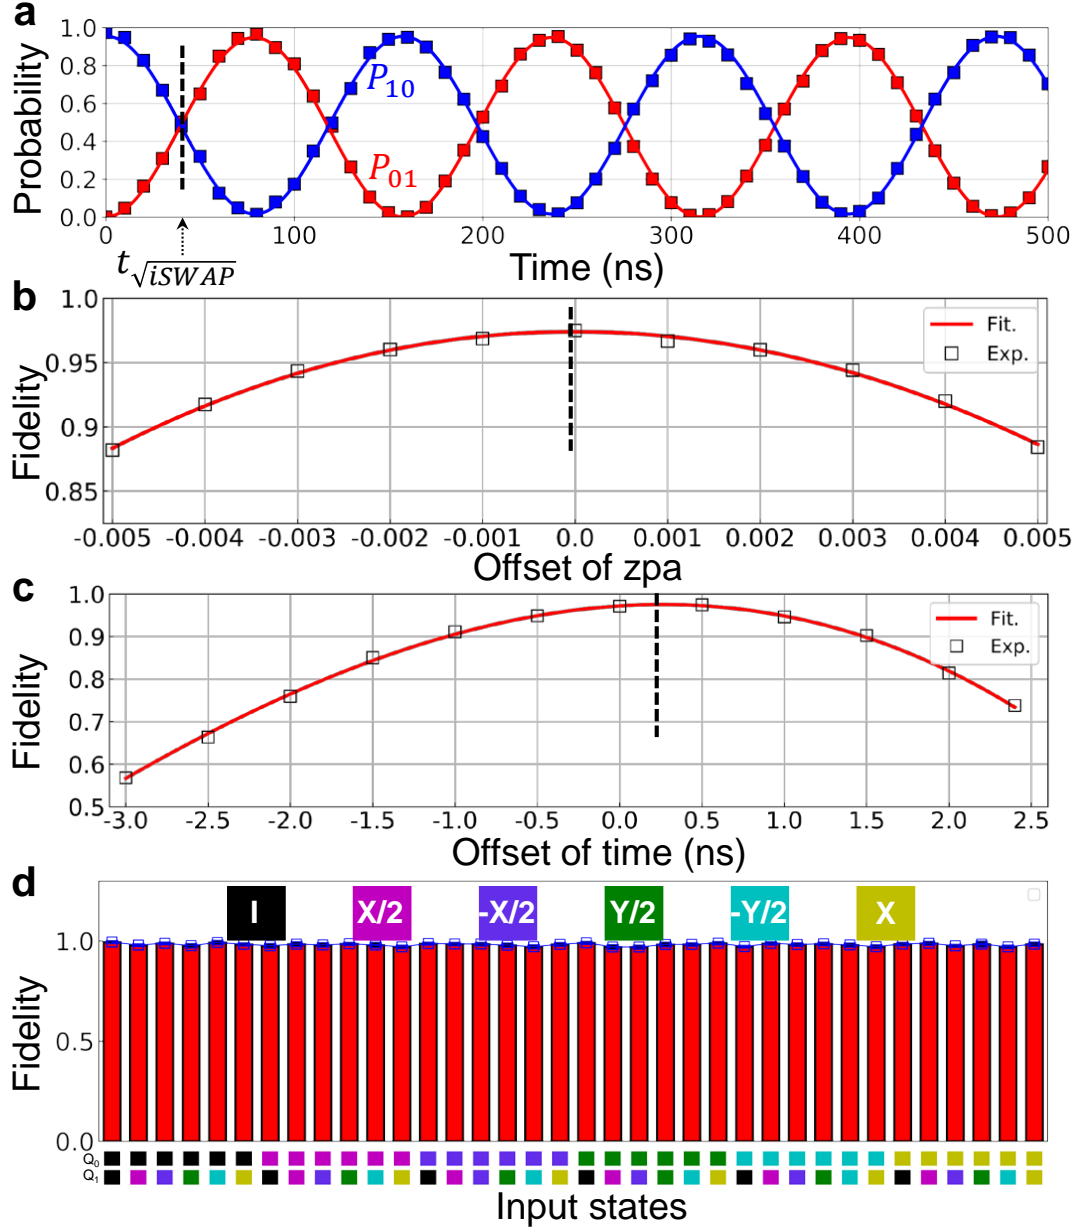 a
Probability
1.0
0.8
0.6
0.4
0.2
0.0
P₁₀
P₀₁
0 100 200 300 400 500
t√iSWAP
Time (ns)
b
Fidelity
1.0
0.95
0.9
0.85
Fit.
Exp.
-0.005 -0.004 -0.003 -0.002 -0.001 0.0 0.001 0.002 0.003 0.004 0.005
Offset of zpa
c
Fidelity
1.0
0.9
0.8
0.7
0.6
0.5
Fit.
Exp.
-3.0 -2.5 -2.0 -1.5 -1.0 -0.5 0.0 0.5 1.0 1.5 2.0 2.5
Offset of time (ns)
d
I X/2 -X/2 Y/2 -Y/2 X
Fidelity
1.0
0.5
0.0
Q₀
Q₁
Input states